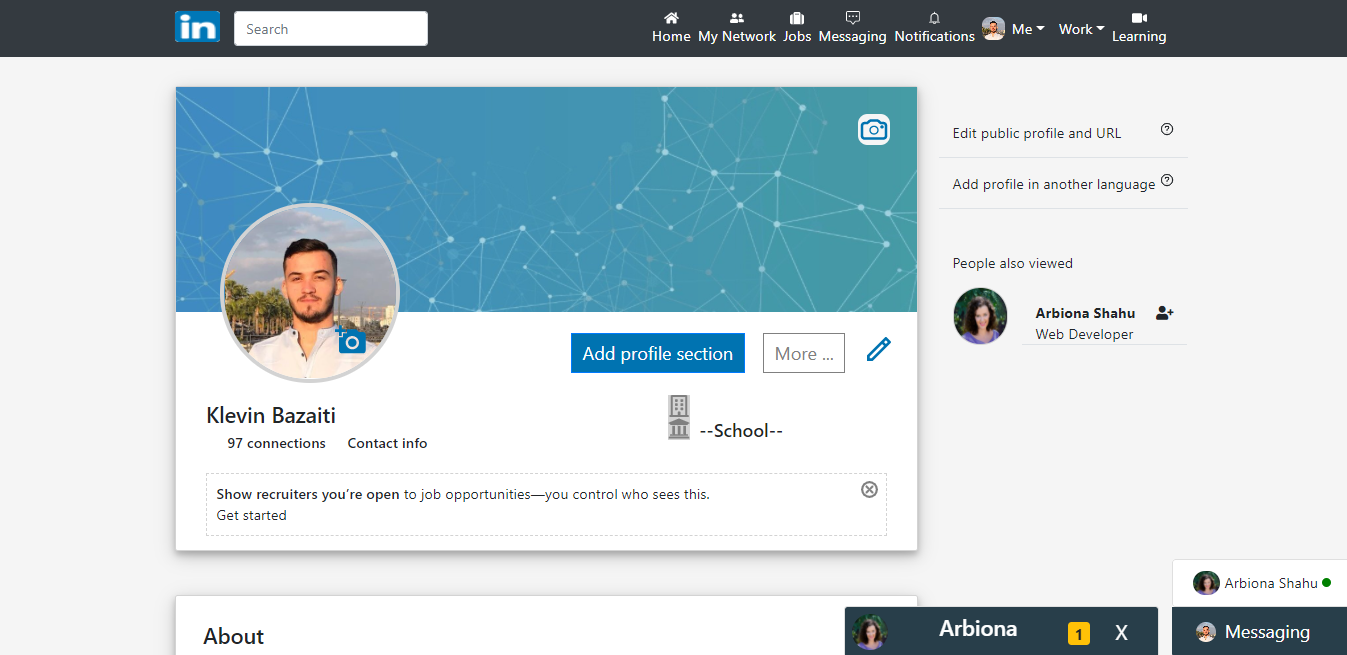 in
Search
Home
My Network
Jobs
Messaging
Notifications
Me
Work
Learning
Edit public profile and URL
Add profile in another language
People also viewed
Arbiona Shahu
Web Developer
Add profile section
More ...
Klevin Bazaiti
97 connections
Contact info
--School--
Show recruiters you’re open to job opportunities—you control who sees this.
Get started
About
Arbiona
1
X
Arbiona Shahu
Messaging